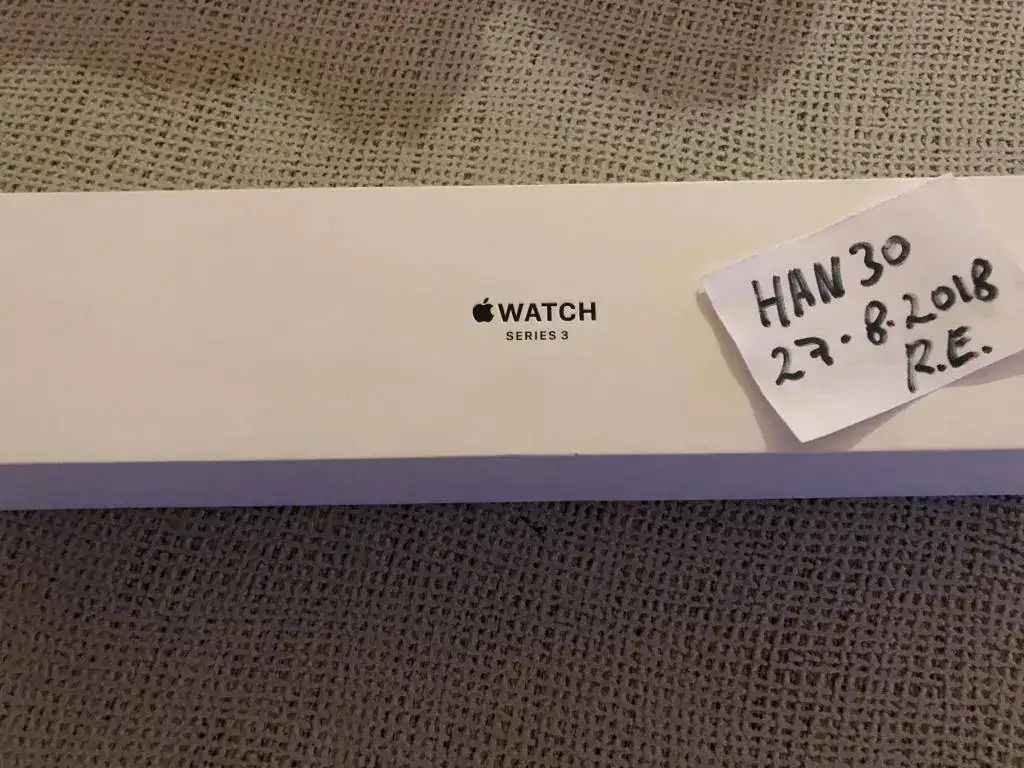 WATCH
SERIES 3
HAN30
27.8.2018
R.E.